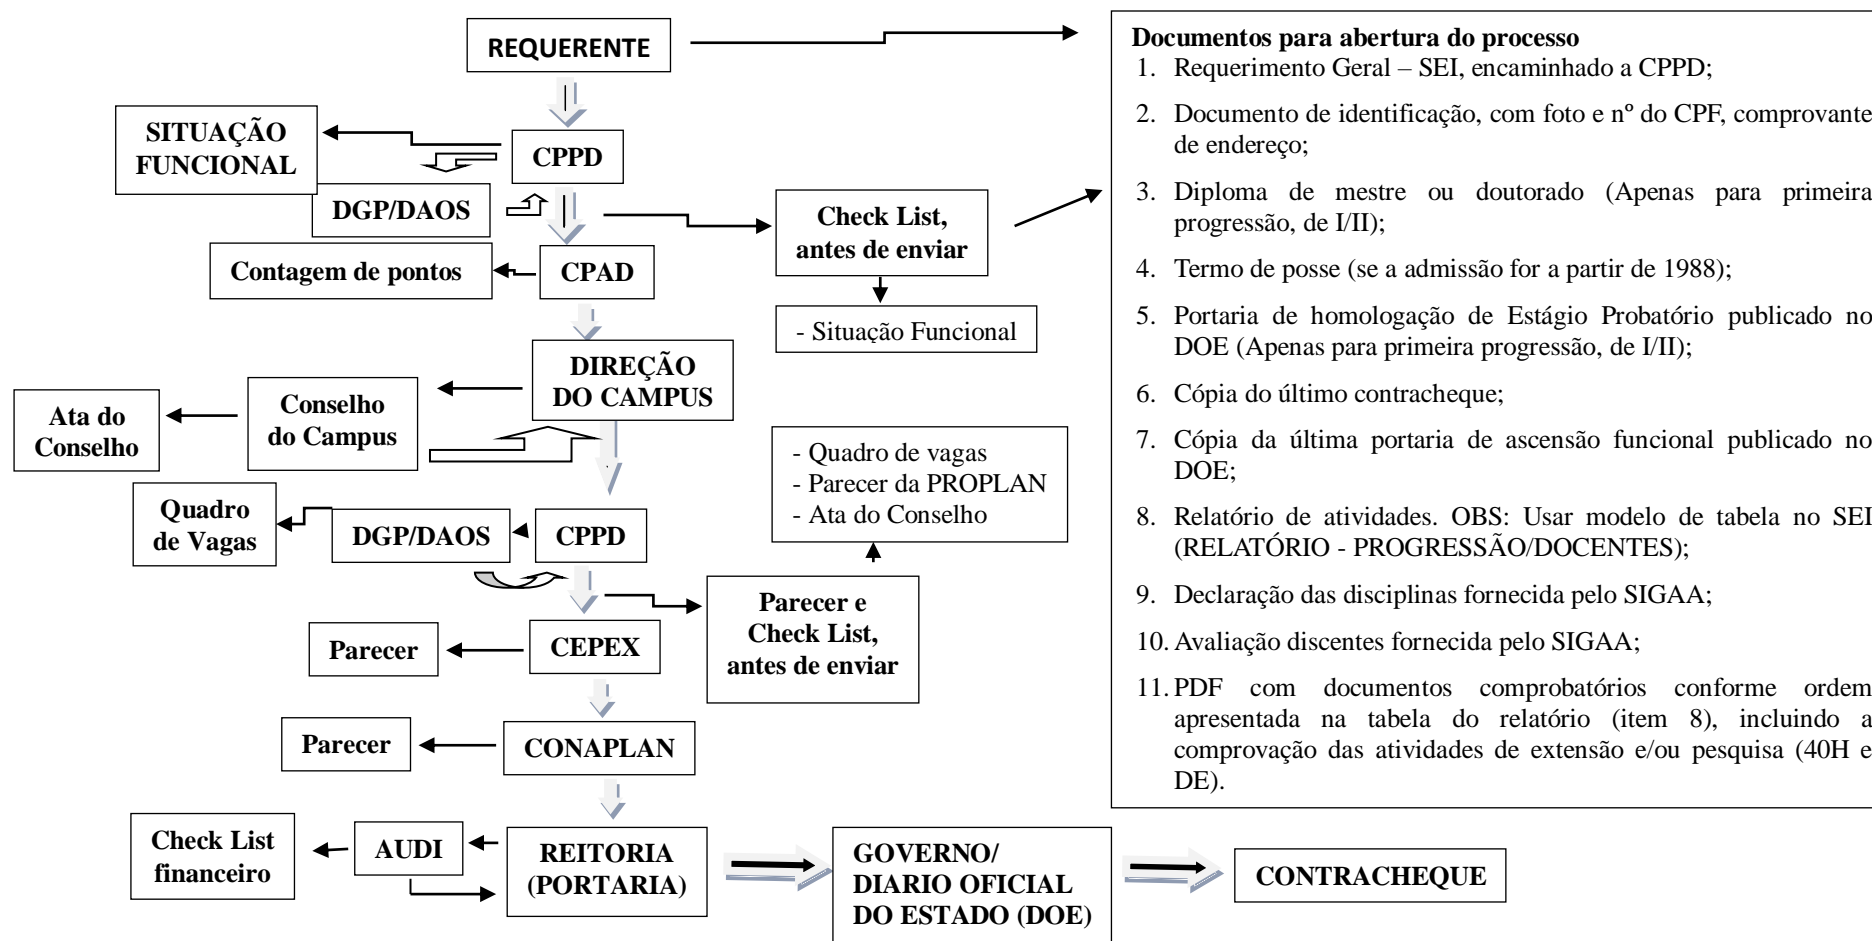 REQUERENTE
SITUAÇÃO
FUNCIONAL
CPPD
DGP/DAOS
Check List,
antes de enviar
Contagem de pontos
CPAD
- Situação Funcional
DIREÇÃO
DO CAMPUS
Conselho
do Campus
Ata do
Conselho
- Quadro de vagas
- Parecer da PROPLAN
- Ata do Conselho
Quadro
de Vagas
DGP/DAOS
CPPD
Parecer e
Check List,
antes de enviar
Parecer
CEPEX
Parecer
CONAPLAN
Check List
financeiro
AUDI
REITORIA
(PORTARIA)
GOVERNO/
DIARIO OFICIAL
DO ESTADO (DOE)
CONTRACHEQUE
Documentos para abertura do processo
1. Requerimento Geral – SEI, encaminhado a CPPD;
2. Documento de identificação, com foto e nº do CPF, comprovante
de endereço;
3. Diploma de mestre ou doutorado (Apenas para primeira
progressão, de I/II);
4. Termo de posse (se a admissão for a partir de 1988);
5. Portaria de homologação de Estágio Probatório publicado no
DOE (Apenas para primeira progressão, de I/II);
6. Cópia do último contracheque;
7. Cópia da última portaria de ascensão funcional publicado no
DOE;
8. Relatório de atividades. OBS: Usar modelo de tabela no SEI
(RELATÓRIO - PROGRESSÃO/DOCENTES);
9. Declaração das disciplinas fornecida pelo SIGAA;
10. Avaliação discentes fornecida pelo SIGAA;
11. PDF com documentos comprobatórios conforme ordem
apresentada na tabela do relatório (item 8), incluindo a
comprovação das atividades de extensão e/ou pesquisa (40H e
DE).